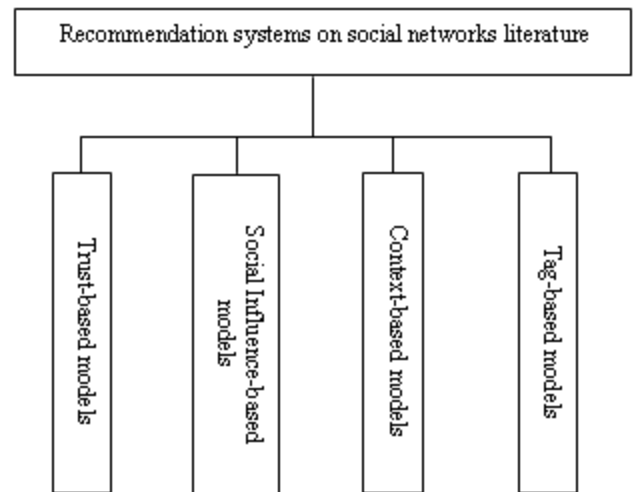 Recommendation systems on social networks literature
Trust-based models
Social Influence-based
models
Context-based models
Tag-based models